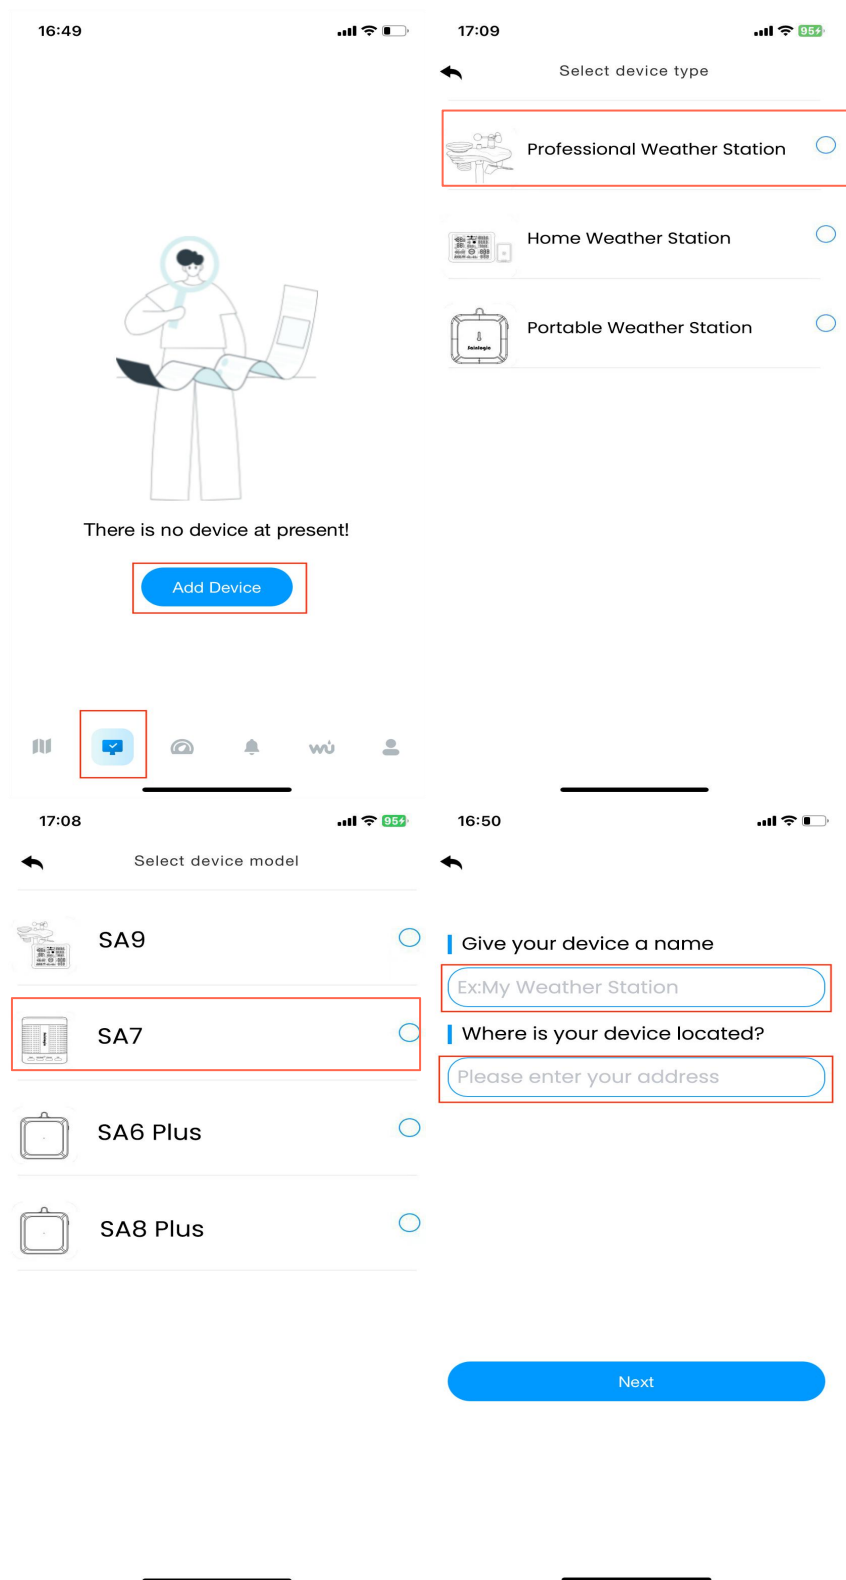 16:49
There is no device at present!
Add Device
17:09
95
Select device type
Professional Weather Station
Home Weather Station
Portable Weather Station
17:08
95
Select device model
SA9
SA7
SA6 Plus
SA8 Plus
16:50
Give your device a name
Ex:My Weather Station
Where is your device located?
Please enter your address
Next